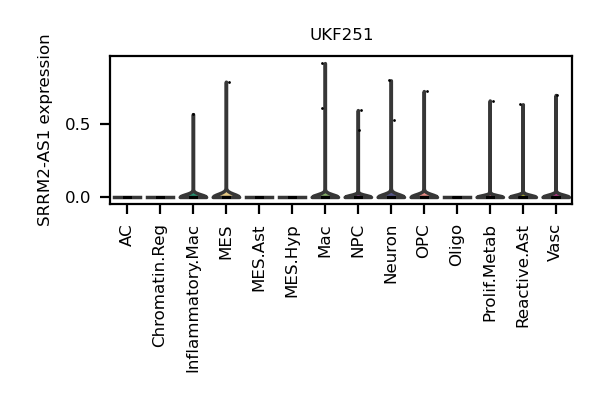 UKF251
SRRM2-AS1 expression
0.5
0.0
AC
Chromatin.Reg
Inflammatory.Mac
MES
MES.Ast
MES.Hyp
Mac
NPC
Neuron
OPC
Oligo
Prolif.Metab
Reactive.Ast
Vasc